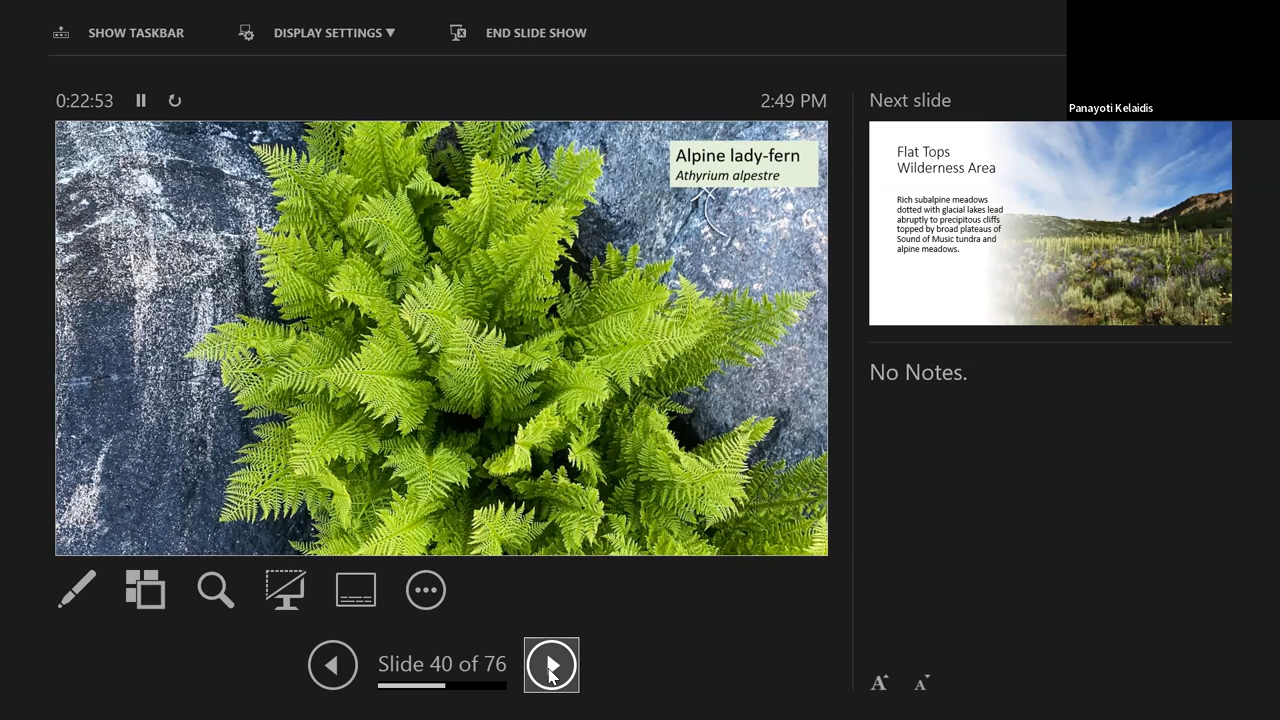 SHOW TASKBAR
DISPLAY SETTINGS ▼
END SLIDE SHOW
Panayoti Kelaidis
0:22:53
2:49 PM
Next slide
Alpine lady-fern
Athyrium alpestre
Flat Tops
Wilderness Area
Rich subalpine meadows
dotted with glacial lakes lead
abruptly to precipitous cliffs
topped by broad plateaus of
Sound of Music tundra and
alpine meadows.
No Notes.
Slide 40 of 76
A A